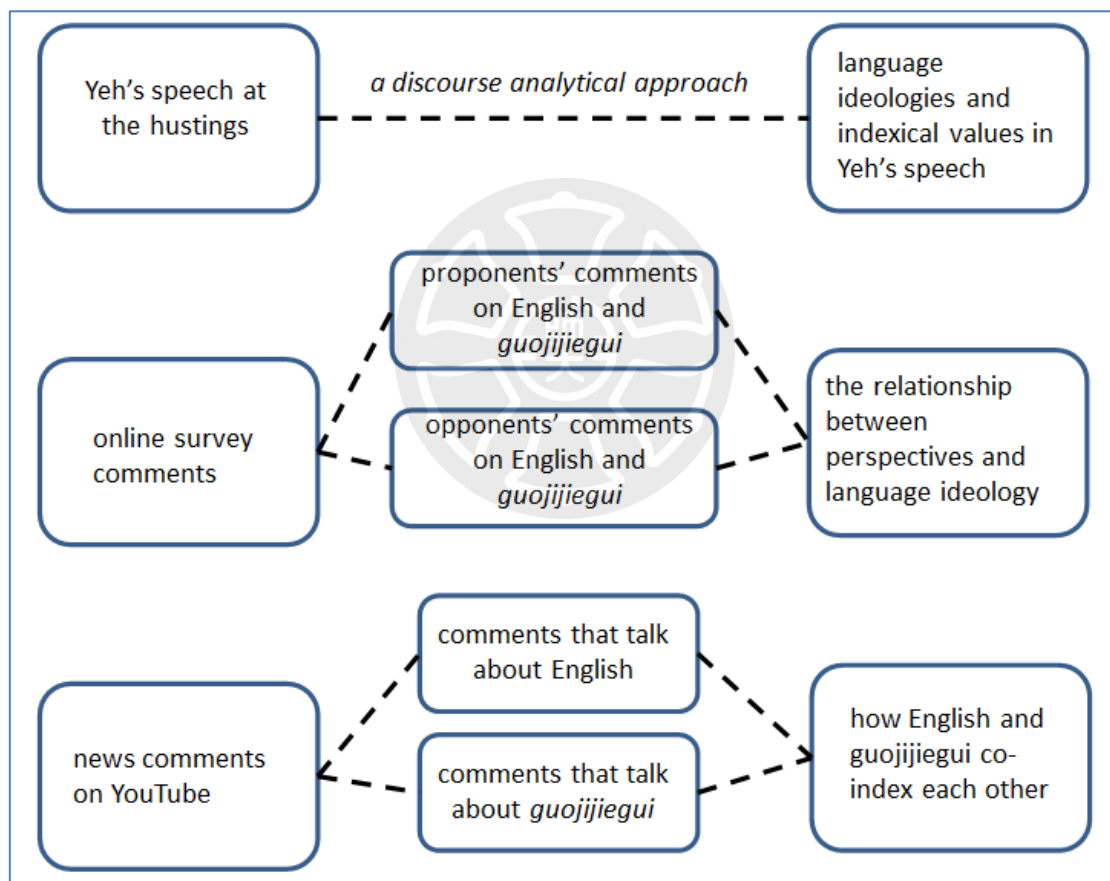 Yeh's speech at
the hustings
a discourse analytical approach
language
ideologies and
indexical values in
Yeh's speech
online survey
comments
proponents' comments
on English and
guojijiegui
opponents' comments
on English and
guojijiegui
the relationship
between
perspectives and
language ideology
news comments
on YouTube
comments that talk
about English
comments that talk
about guojijiegui
how English and
guojijiegui co-
index each other